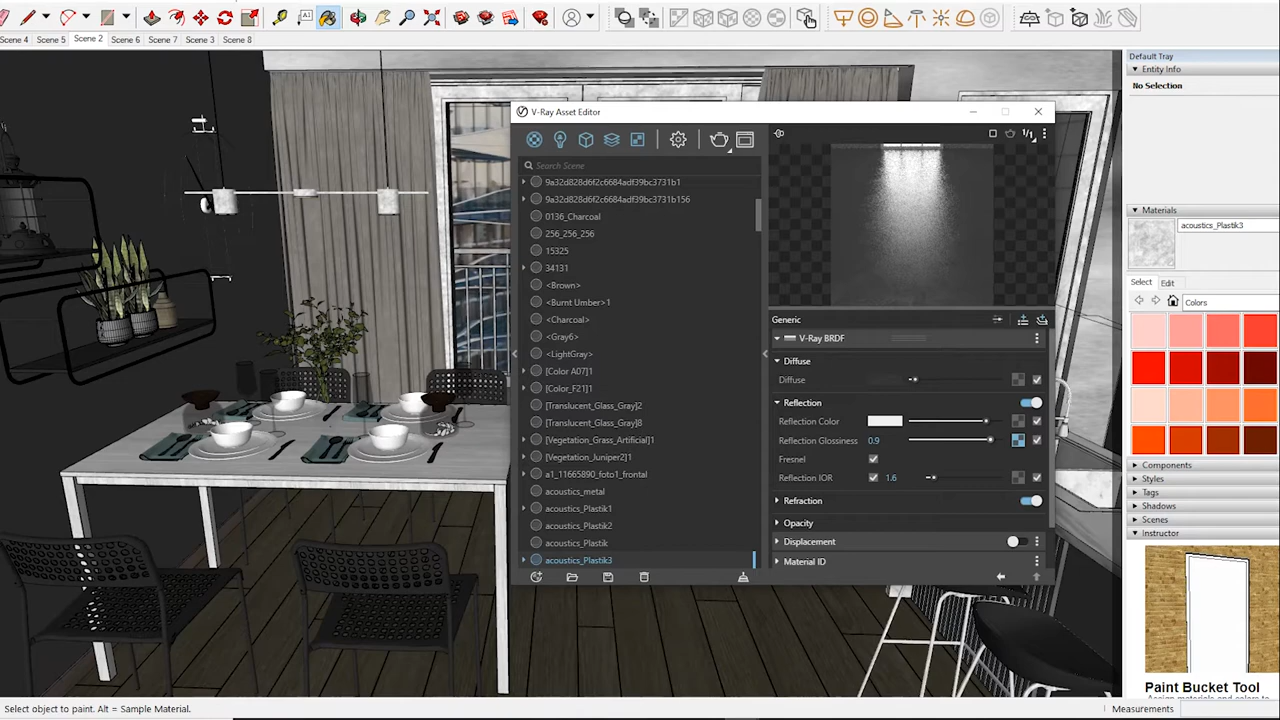 Scene 4
Scene 5
Scene 2
Scene 6
Scene 7
Scene 3
Scene 8
V-Ray Asset Editor
Search Scene
9a32d828d6f2c6684adf39bc3731b1
9a32d828d6f2c6684adf39bc3731b156
0136_Charcoal
256_256_256
15325
34131
<Brown>
<Burnt Umber>1
<Charcoal>
<Gray6>
<LightGray>
[Color A07]1
[Color_F21]1
[Translucent_Glass_Gray]2
[Translucent_Glass_Gray]8
[Vegetation_Grass_Artificial]1
[Vegetation_Juniper2]1
a1_11665890_foto1_frontal
acoustics_metal
acoustics_Plastik1
acoustics_Plastik2
acoustics_Plastik
acoustics_Plastik3
1/1
Generic
V-Ray BRDF
Diffuse
Diffuse
Reflection
Reflection Color
Reflection Glossiness 0.9
Fresnel
Reflection IOR 1.6
Refraction
Opacity
Displacement
Material ID
Default Tray
Entity Info
No Selection
Materials
acoustics_Plastik3
Select Edit
Colors
Components
Styles
Tags
Shadows
Scenes
Instructor
Paint Bucket Tool
Select object to paint. Alt = Sample Material.
Measurements